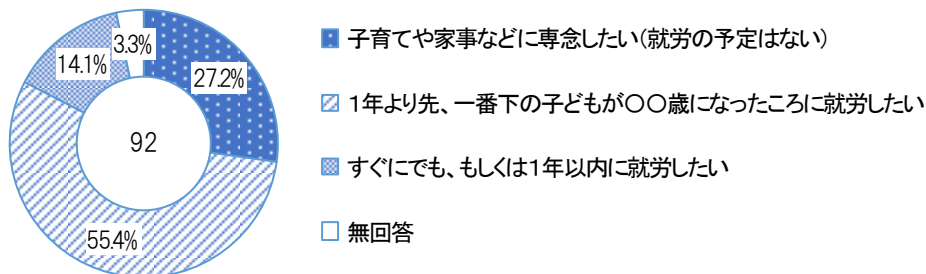 3.3%
14.1%
27.2%
92
55.4%
子育てや家事などに専念したい(就労の予定はない)
1年より先、一番下の子どもが〇〇歳になったころに就労したい
すぐにでも、もしくは1年以内に就労したい
無回答